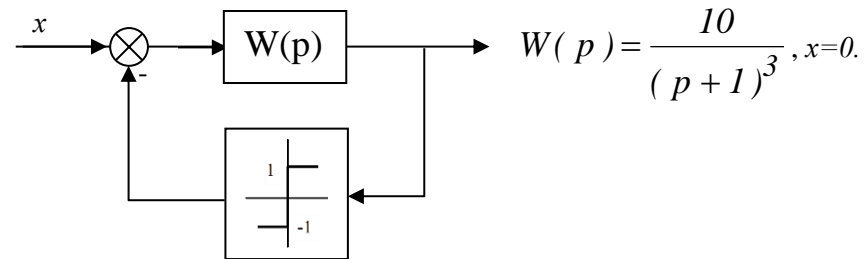 x
W(p)
W( p ) = 10 / ( p + 1 )^3 , x=0.
-
1
-1